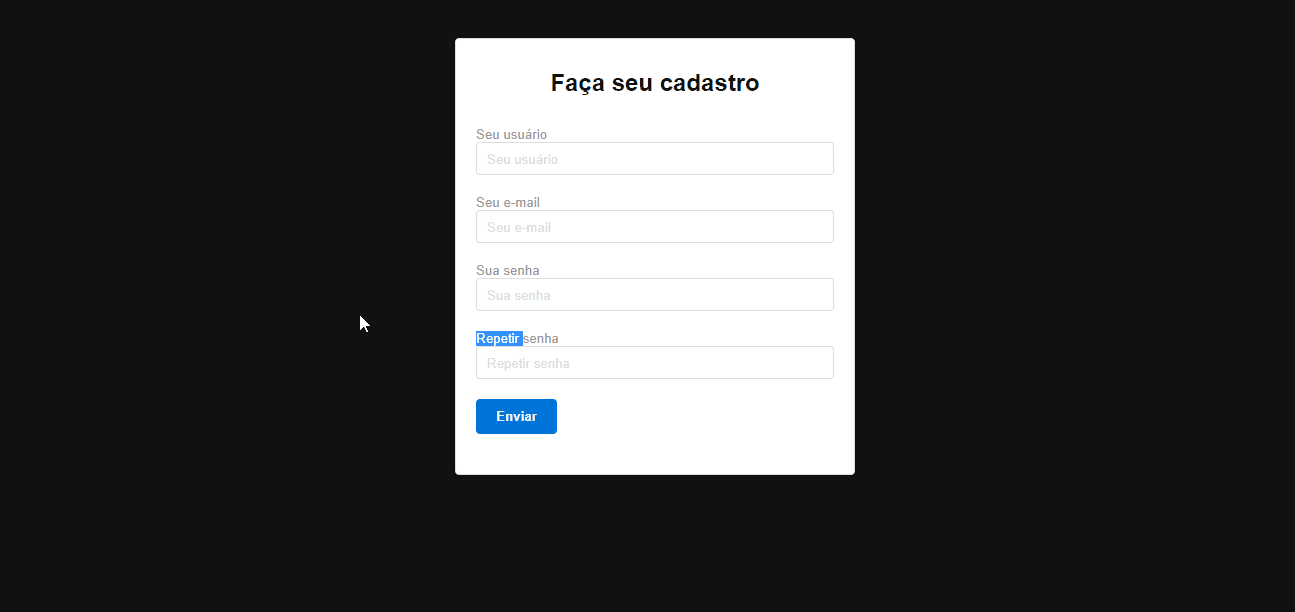 Faça seu cadastro
Seu usuário
Seu usuário
Seu e-mail
Seu e-mail
Sua senha
Sua senha
Repetir senha
Repetir senha
Enviar